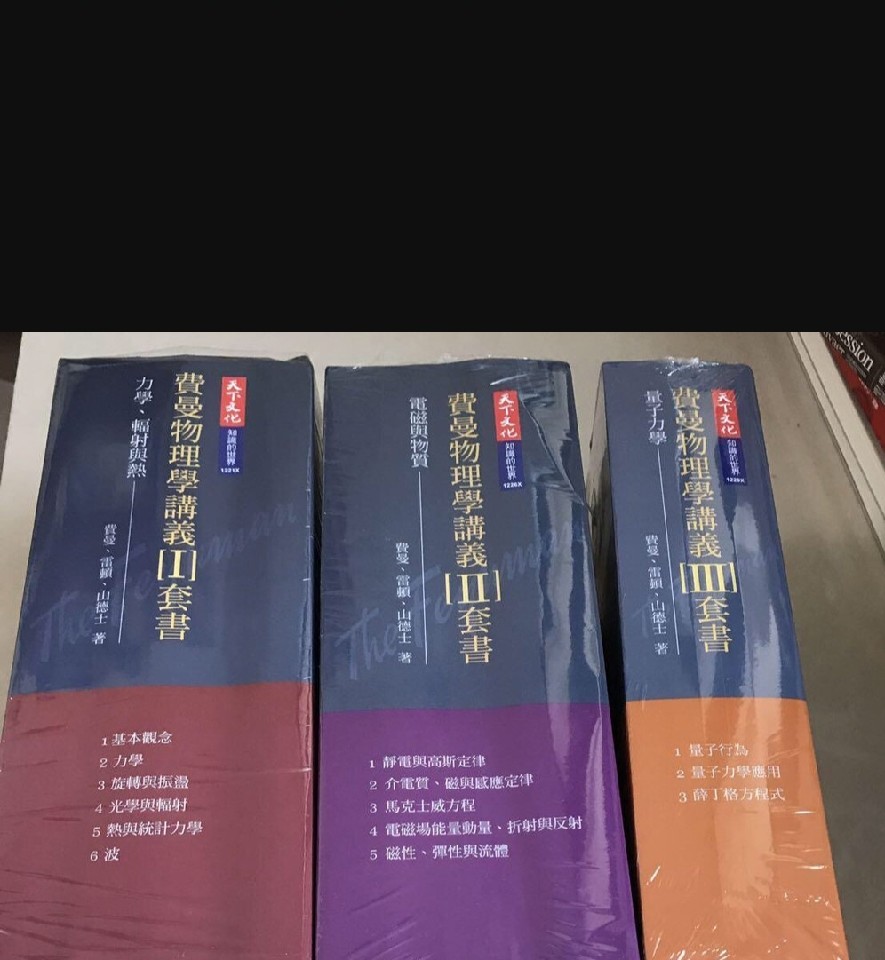 天下文化
知識的世界
1221X
費曼物理學講義[I]套書
力學、輻射與熱
費曼、雷頓、山德士 著
The Feynman
1 基本觀念
2 力學
3 旋轉與振盪
4 光學與輻射
5 熱與統計力學
6 波
天下文化
知識的世界
1226X
費曼物理學講義[II]套書
電磁與物質
費曼、雷頓、山德士 著
The Feynman
1 靜電與高斯定律
2 介電質、磁與感應定律
3 馬克士威方程
4 電磁場能量動量、折射與反射
5 磁性、彈性與流體
天下文化
知識的世界
費曼物理學講義[III]套書
量子力學
費曼、雷頓、山德士 著
1 量子行為
2 量子力學應用
3 薛丁格方程式
ession